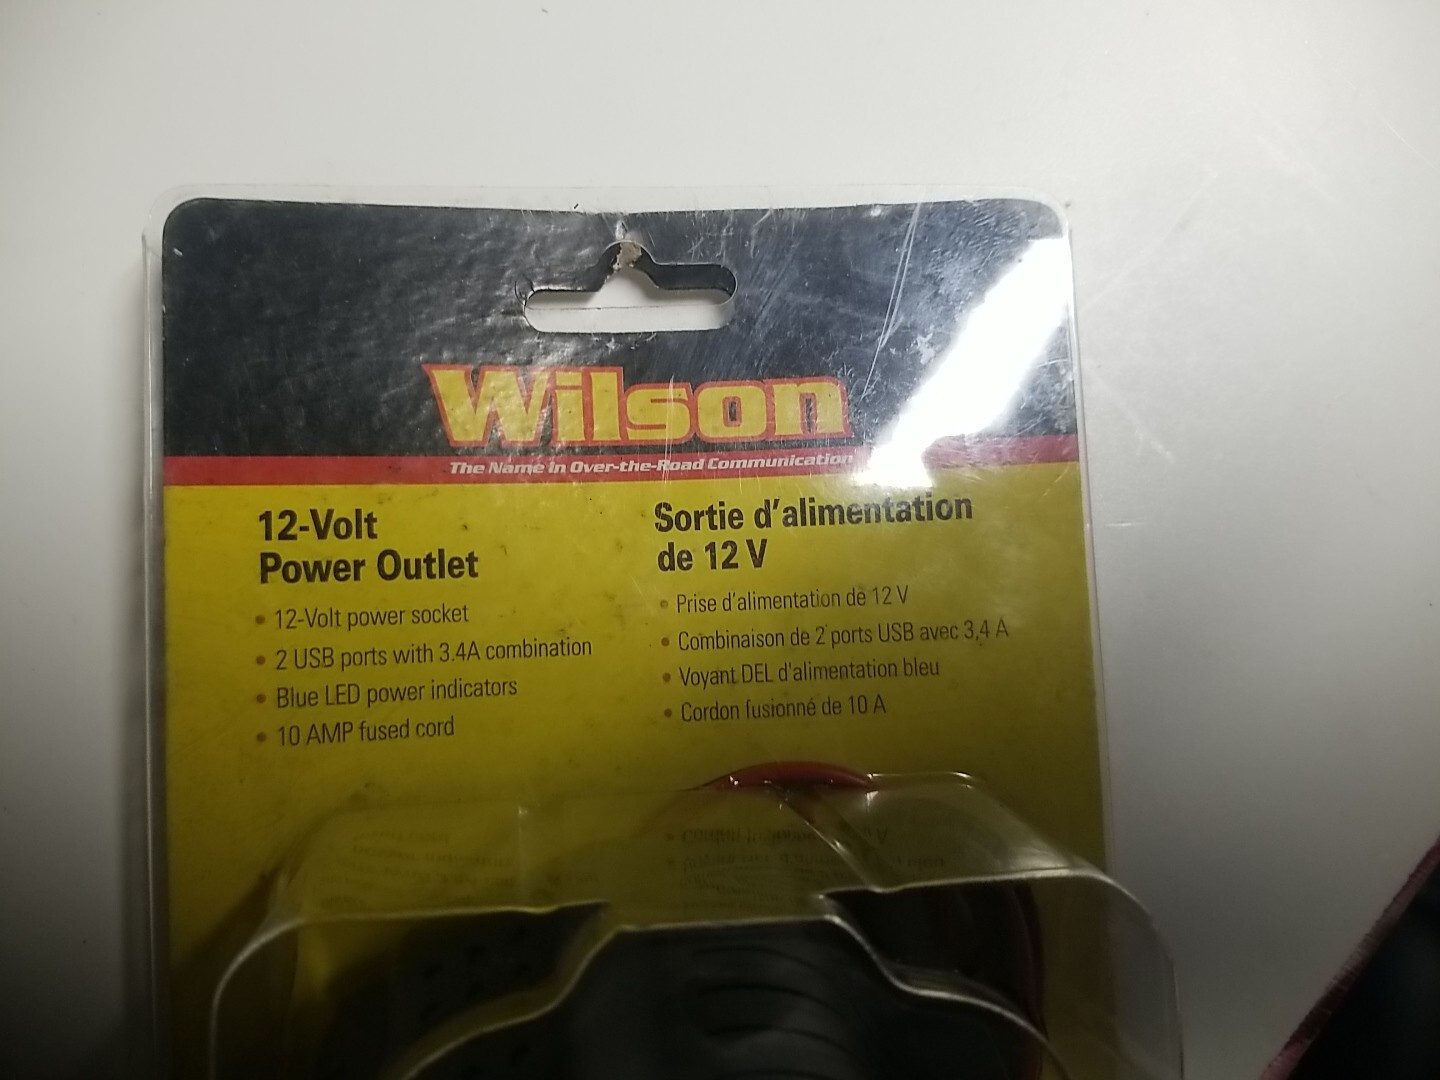 Wilson
The Name in Over-the-Road Communication
12-Volt
Power Outlet
• 12-Volt power socket
• 2 USB ports with 3.4A combination
• Blue LED power indicators
• 10 AMP fused cord
Sortie d'alimentation
de 12 V
• Prise d'alimentation de 12 V
• Combinaison de 2 ports USB avec 3,4 A
• Voyant DEL d'alimentation bleu
• Cordon fusionné de 10 A